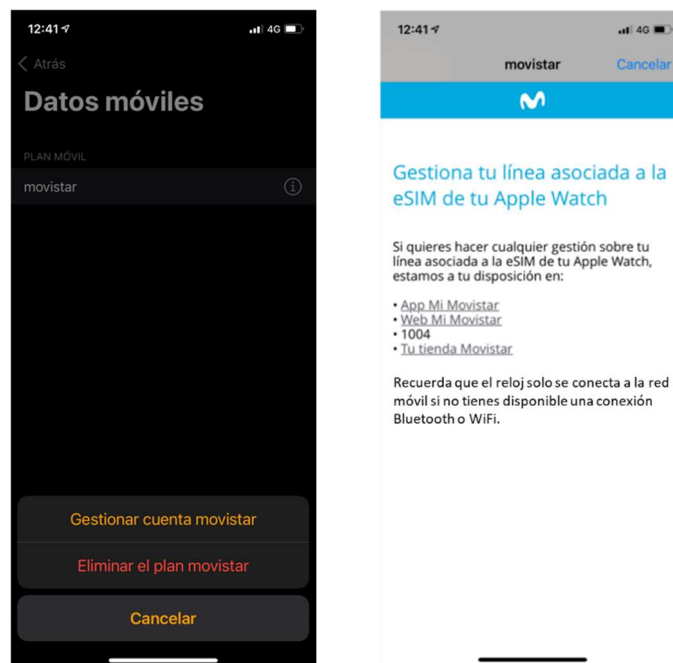 12:41
4G
Atrás
Datos móviles
PLAN MÓVIL
movistar
Gestionar cuenta movistar
Eliminar el plan movistar
Cancelar
12:41
4G
movistar
Cancelar
Gestiona tu línea asociada a la
eSIM de tu Apple Watch
Si quieres hacer cualquier gestión sobre tu
línea asociada a la eSIM de tu Apple Watch,
estamos a tu disposición en:
• App Mi Movistar
• Web Mi Movistar
• 1004
• Tu tienda Movistar
Recuerda que el reloj solo se conecta a la red
móvil si no tienes disponible una conexión
Bluetooth o WiFi.